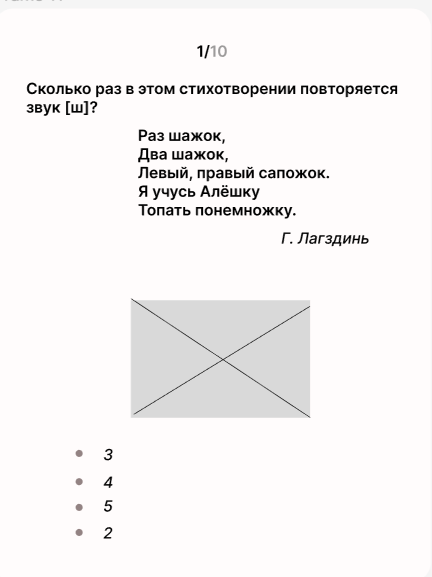 1/10
Сколько раз в этом стихотворении повторяется
звук [ш]?
Раз шажок,
Два шажок,
Левый, правый сапожок.
Я учусь Алёшку
Топать понемножку.
Г. Лагздинь
3
4
5
2